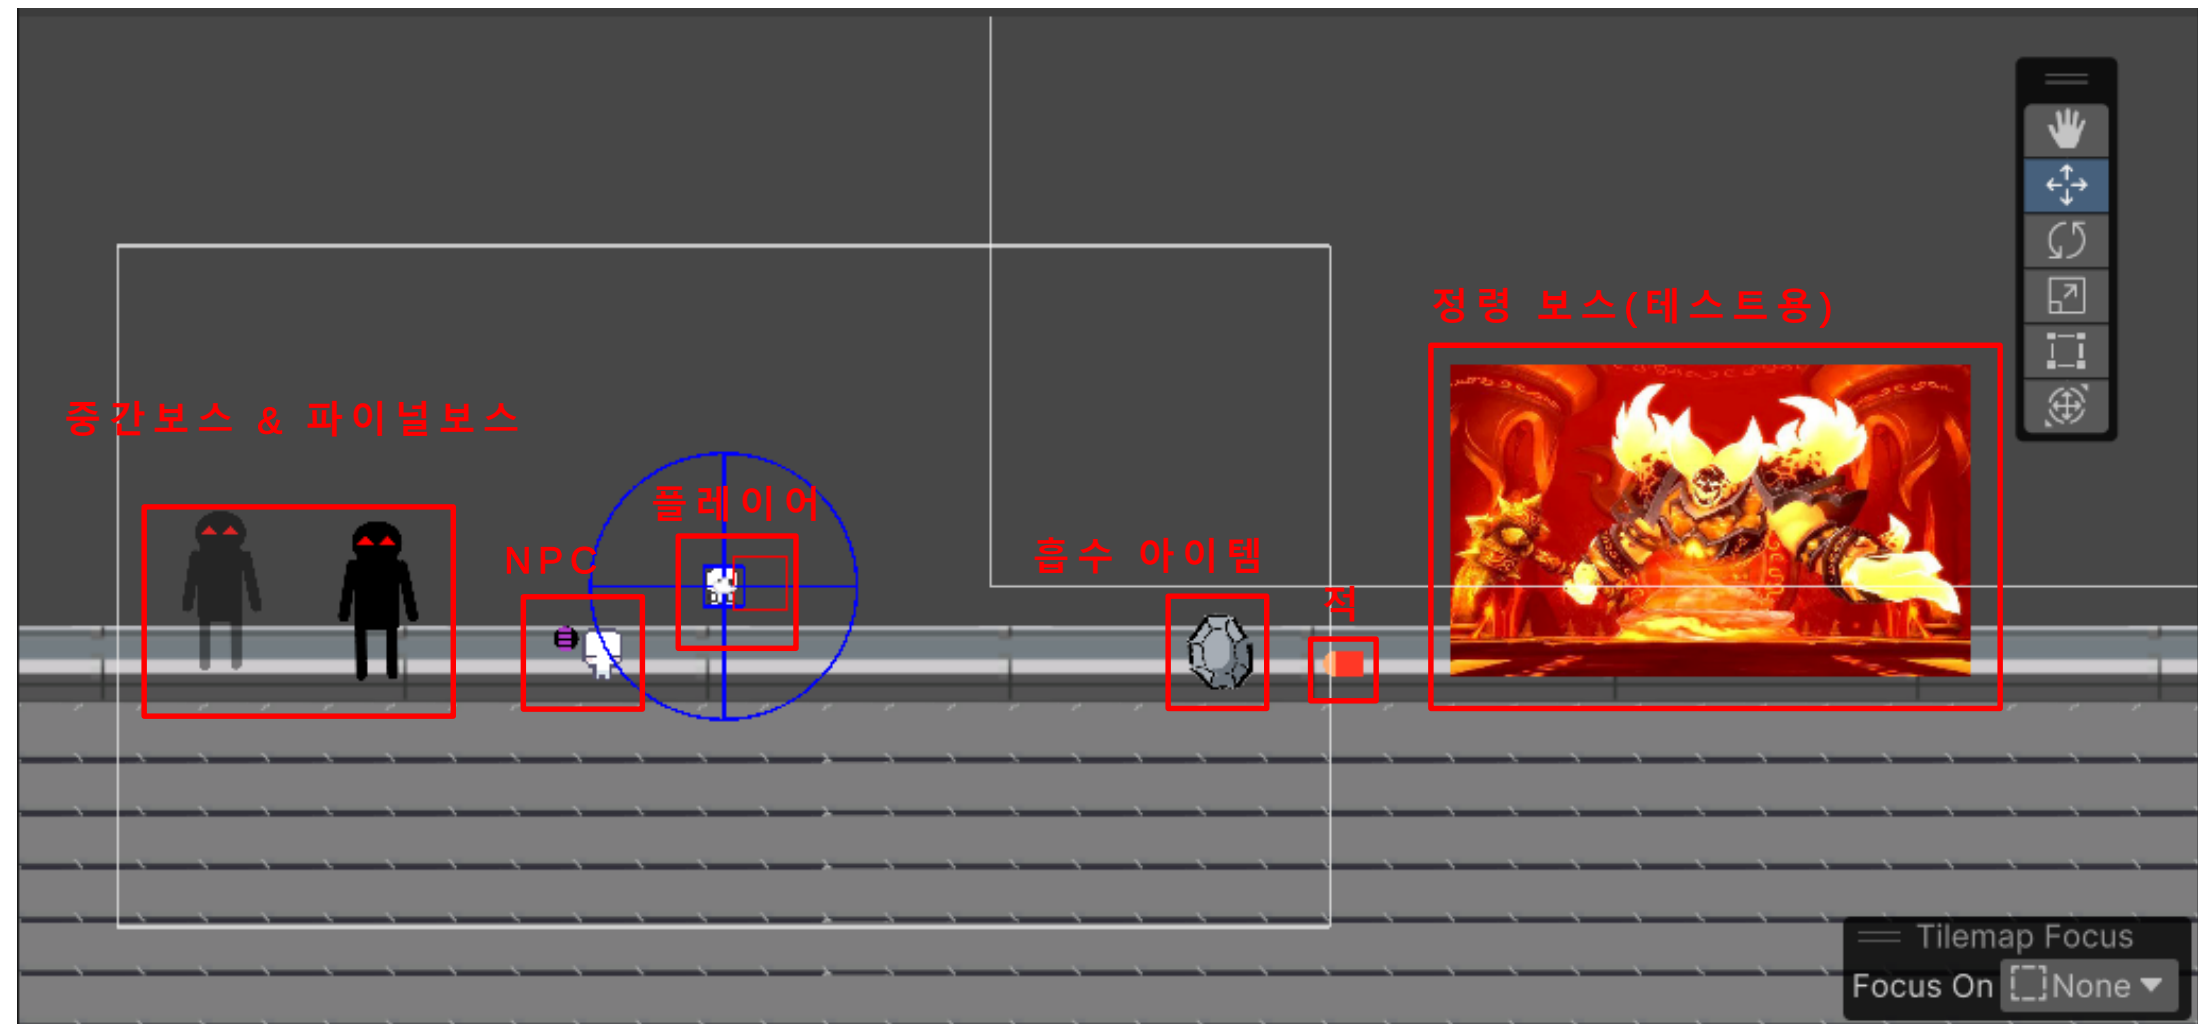 정령 보스(테스트용)
중간보스 & 파이널보스
플레이어
NPC
흡수 아이템
적
Tilemap Focus
Focus On None